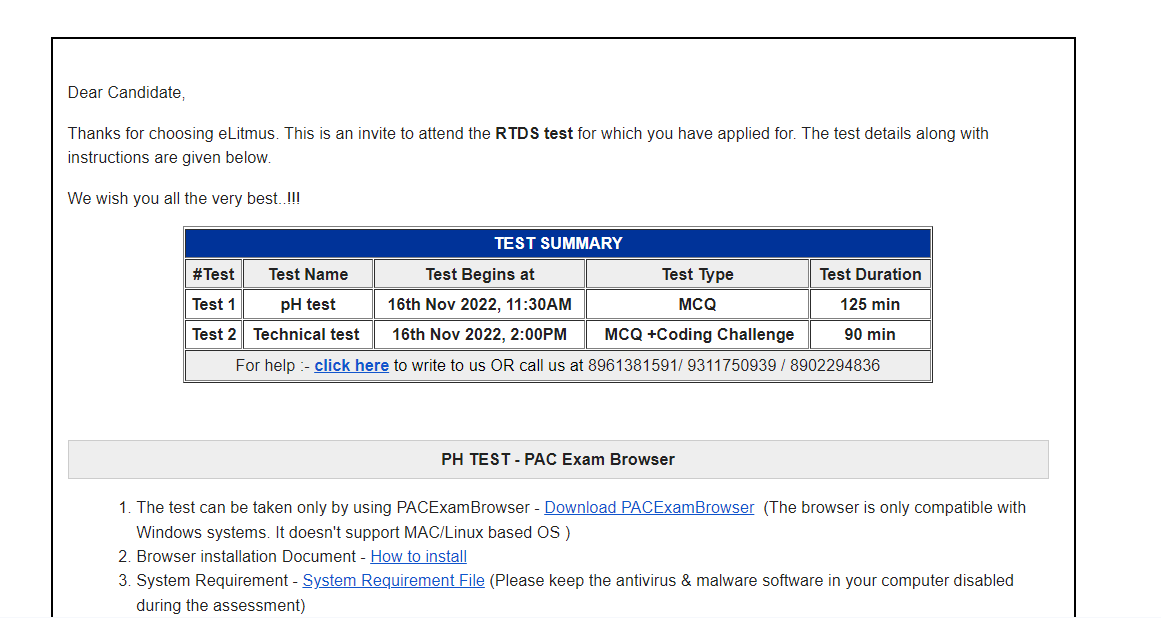 Dear Candidate,
Thanks for choosing eLitmus. This is an invite to attend the RTDS test for which you have applied for. The test details along with
instructions are given below.
We wish you all the very best..!!!
TEST SUMMARY
#Test Test Name Test Begins at Test Type Test Duration
Test 1 pH test 16th Nov 2022, 11:30AM MCQ 125 min
Test 2 Technical test 16th Nov 2022, 2:00PM MCQ +Coding Challenge 90 min
For help :- click here to write to us OR call us at 8961381591/ 9311750939 / 8902294836
PH TEST - PAC Exam Browser
1. The test can be taken only by using PACExamBrowser - Download PACExamBrowser (The browser is only compatible with
Windows systems. It doesn't support MAC/Linux based OS )
2. Browser installation Document - How to install
3. System Requirement - System Requirement File (Please keep the antivirus & malware software in your computer disabled
during the assessment)